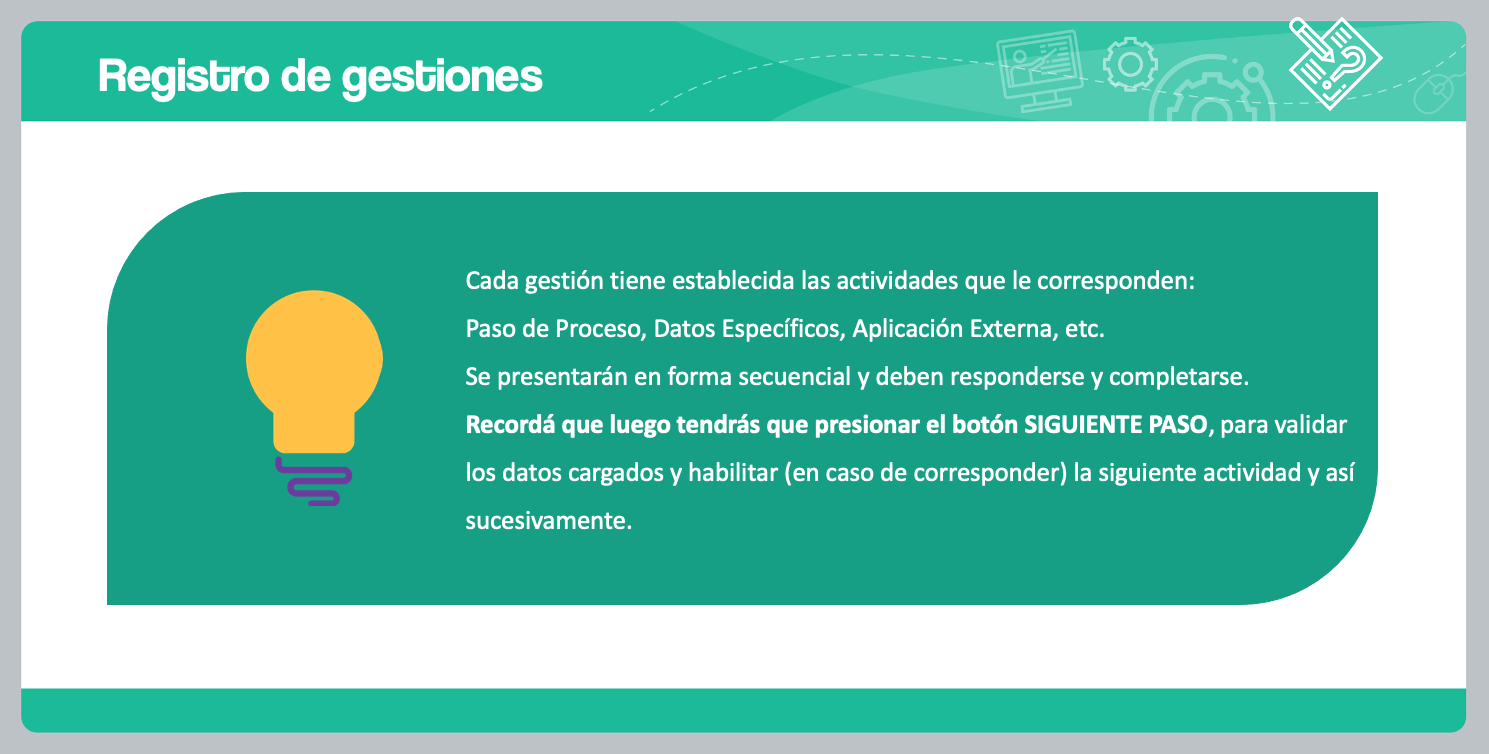 Registro de gestiones
Cada gestión tiene establecida las actividades que le corresponden:
Paso de Proceso, Datos Específicos, Aplicación Externa, etc.
Se presentarán en forma secuencial y deben responderse y completarse.
Recordá que luego tendrás que presionar el botón SIGUIENTE PASO, para validar
los datos cargados y habilitar (en caso de corresponder) la siguiente actividad y así
sucesivamente.